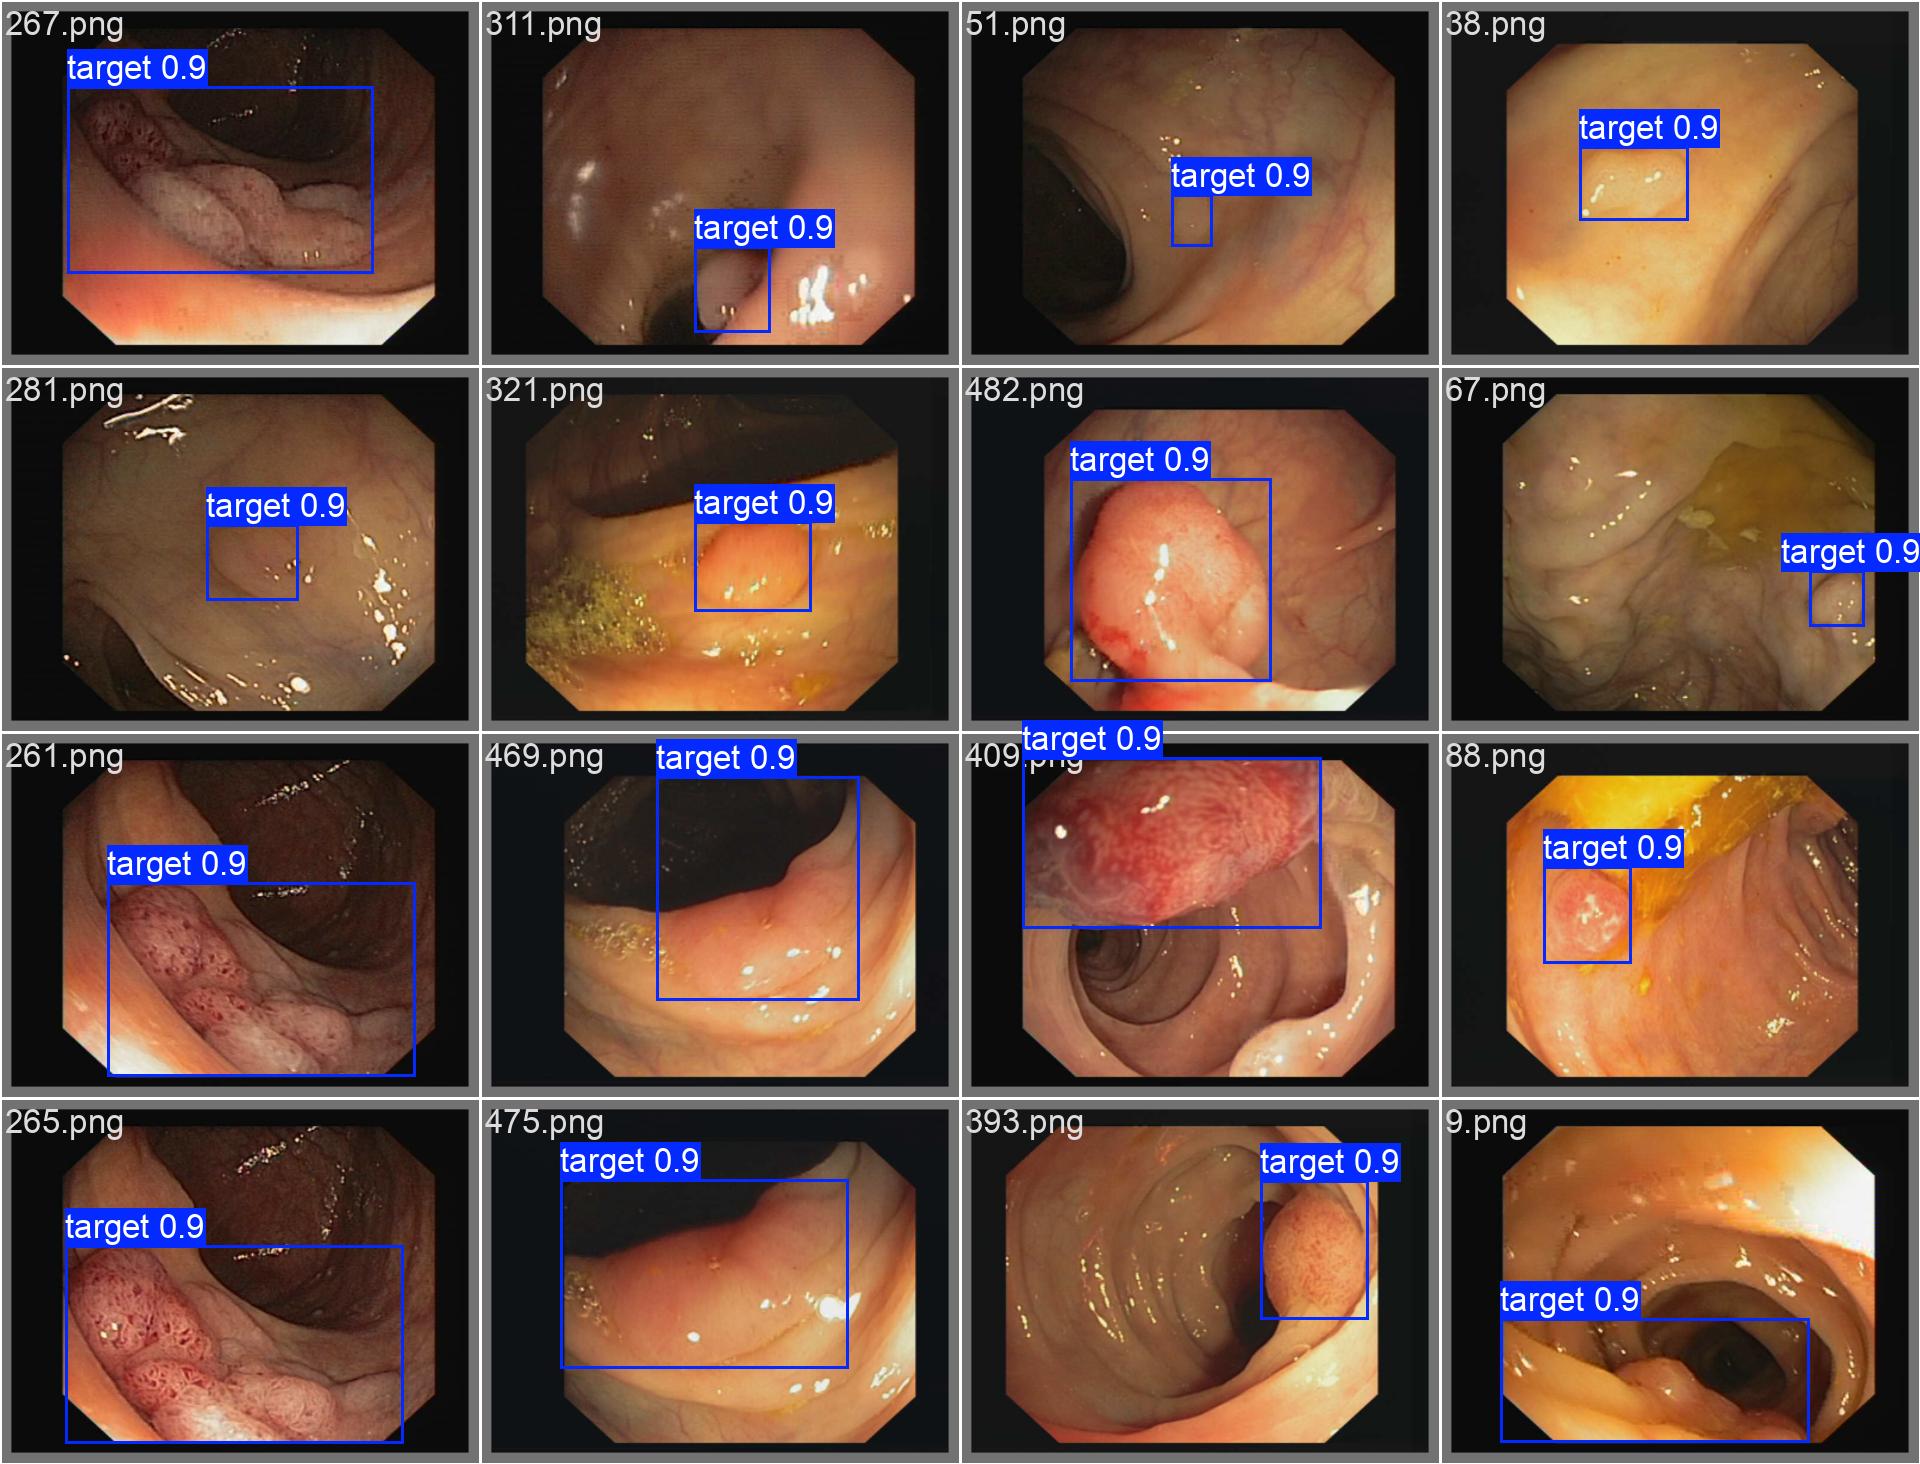 267.png
target 0.9
311.png
target 0.9
51.png
target 0.9
38.png
target 0.9
281.png
target 0.9
321.png
target 0.9
482.png
target 0.9
67.png
target 0.9
261.png
target 0.9
469.png
target 0.9
409.png
target 0.9
88.png
target 0.9
265.png
target 0.9
475.png
target 0.9
393.png
target 0.9
9.png
target 0.9